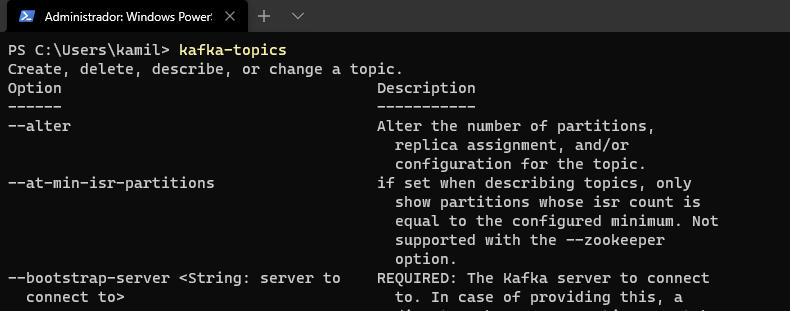 Administrador: Windows PowerS
PS C:\Users\kamil> kafka-topics
Create, delete, describe, or change a topic.
Option Description
------ -----------
--alter Alter the number of partitions,
replica assignment, and/or
configuration for the topic.
--at-min-isr-partitions if set when describing topics, only
show partitions whose isr count is
equal to the configured minimum. Not
supported with the --zookeeper
option.
--bootstrap-server <String: server to REQUIRED: The Kafka server to connect
connect to> to. In case of providing this, a